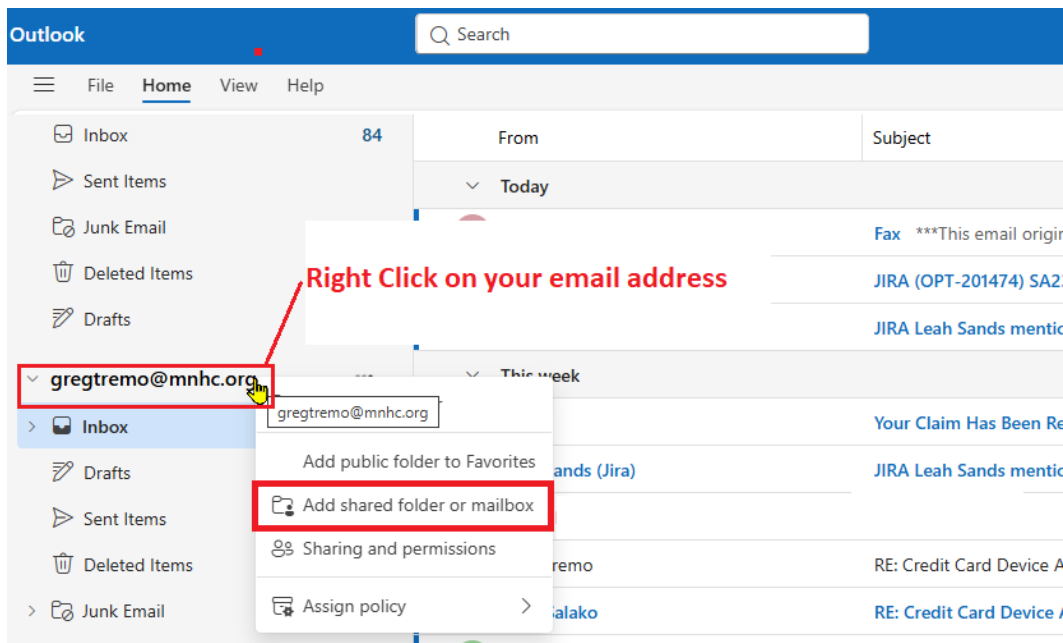 Outlook
Search
File Home View Help
Inbox 84
From Subject
Sent Items
Today
Junk Email
Fax ***This email origin
Deleted Items
Right Click on your email address
JIRA (OPT-201474)
Drafts
JIRA Leah Sands mentio
gregtremo@mnhc.org
This week
gregtremo@mnhc.org
Inbox
Your Claim Has Been Re
Add public folder to Favorites
Drafts
ands (Jira)
JIRA Leah Sands mentio
Add shared folder or mailbox
Sent Items
Sharing and permissions
Deleted Items
remo
RE: Credit Card Device A
Assign policy
Junk Email
Salako
RE: Credit Card Device A